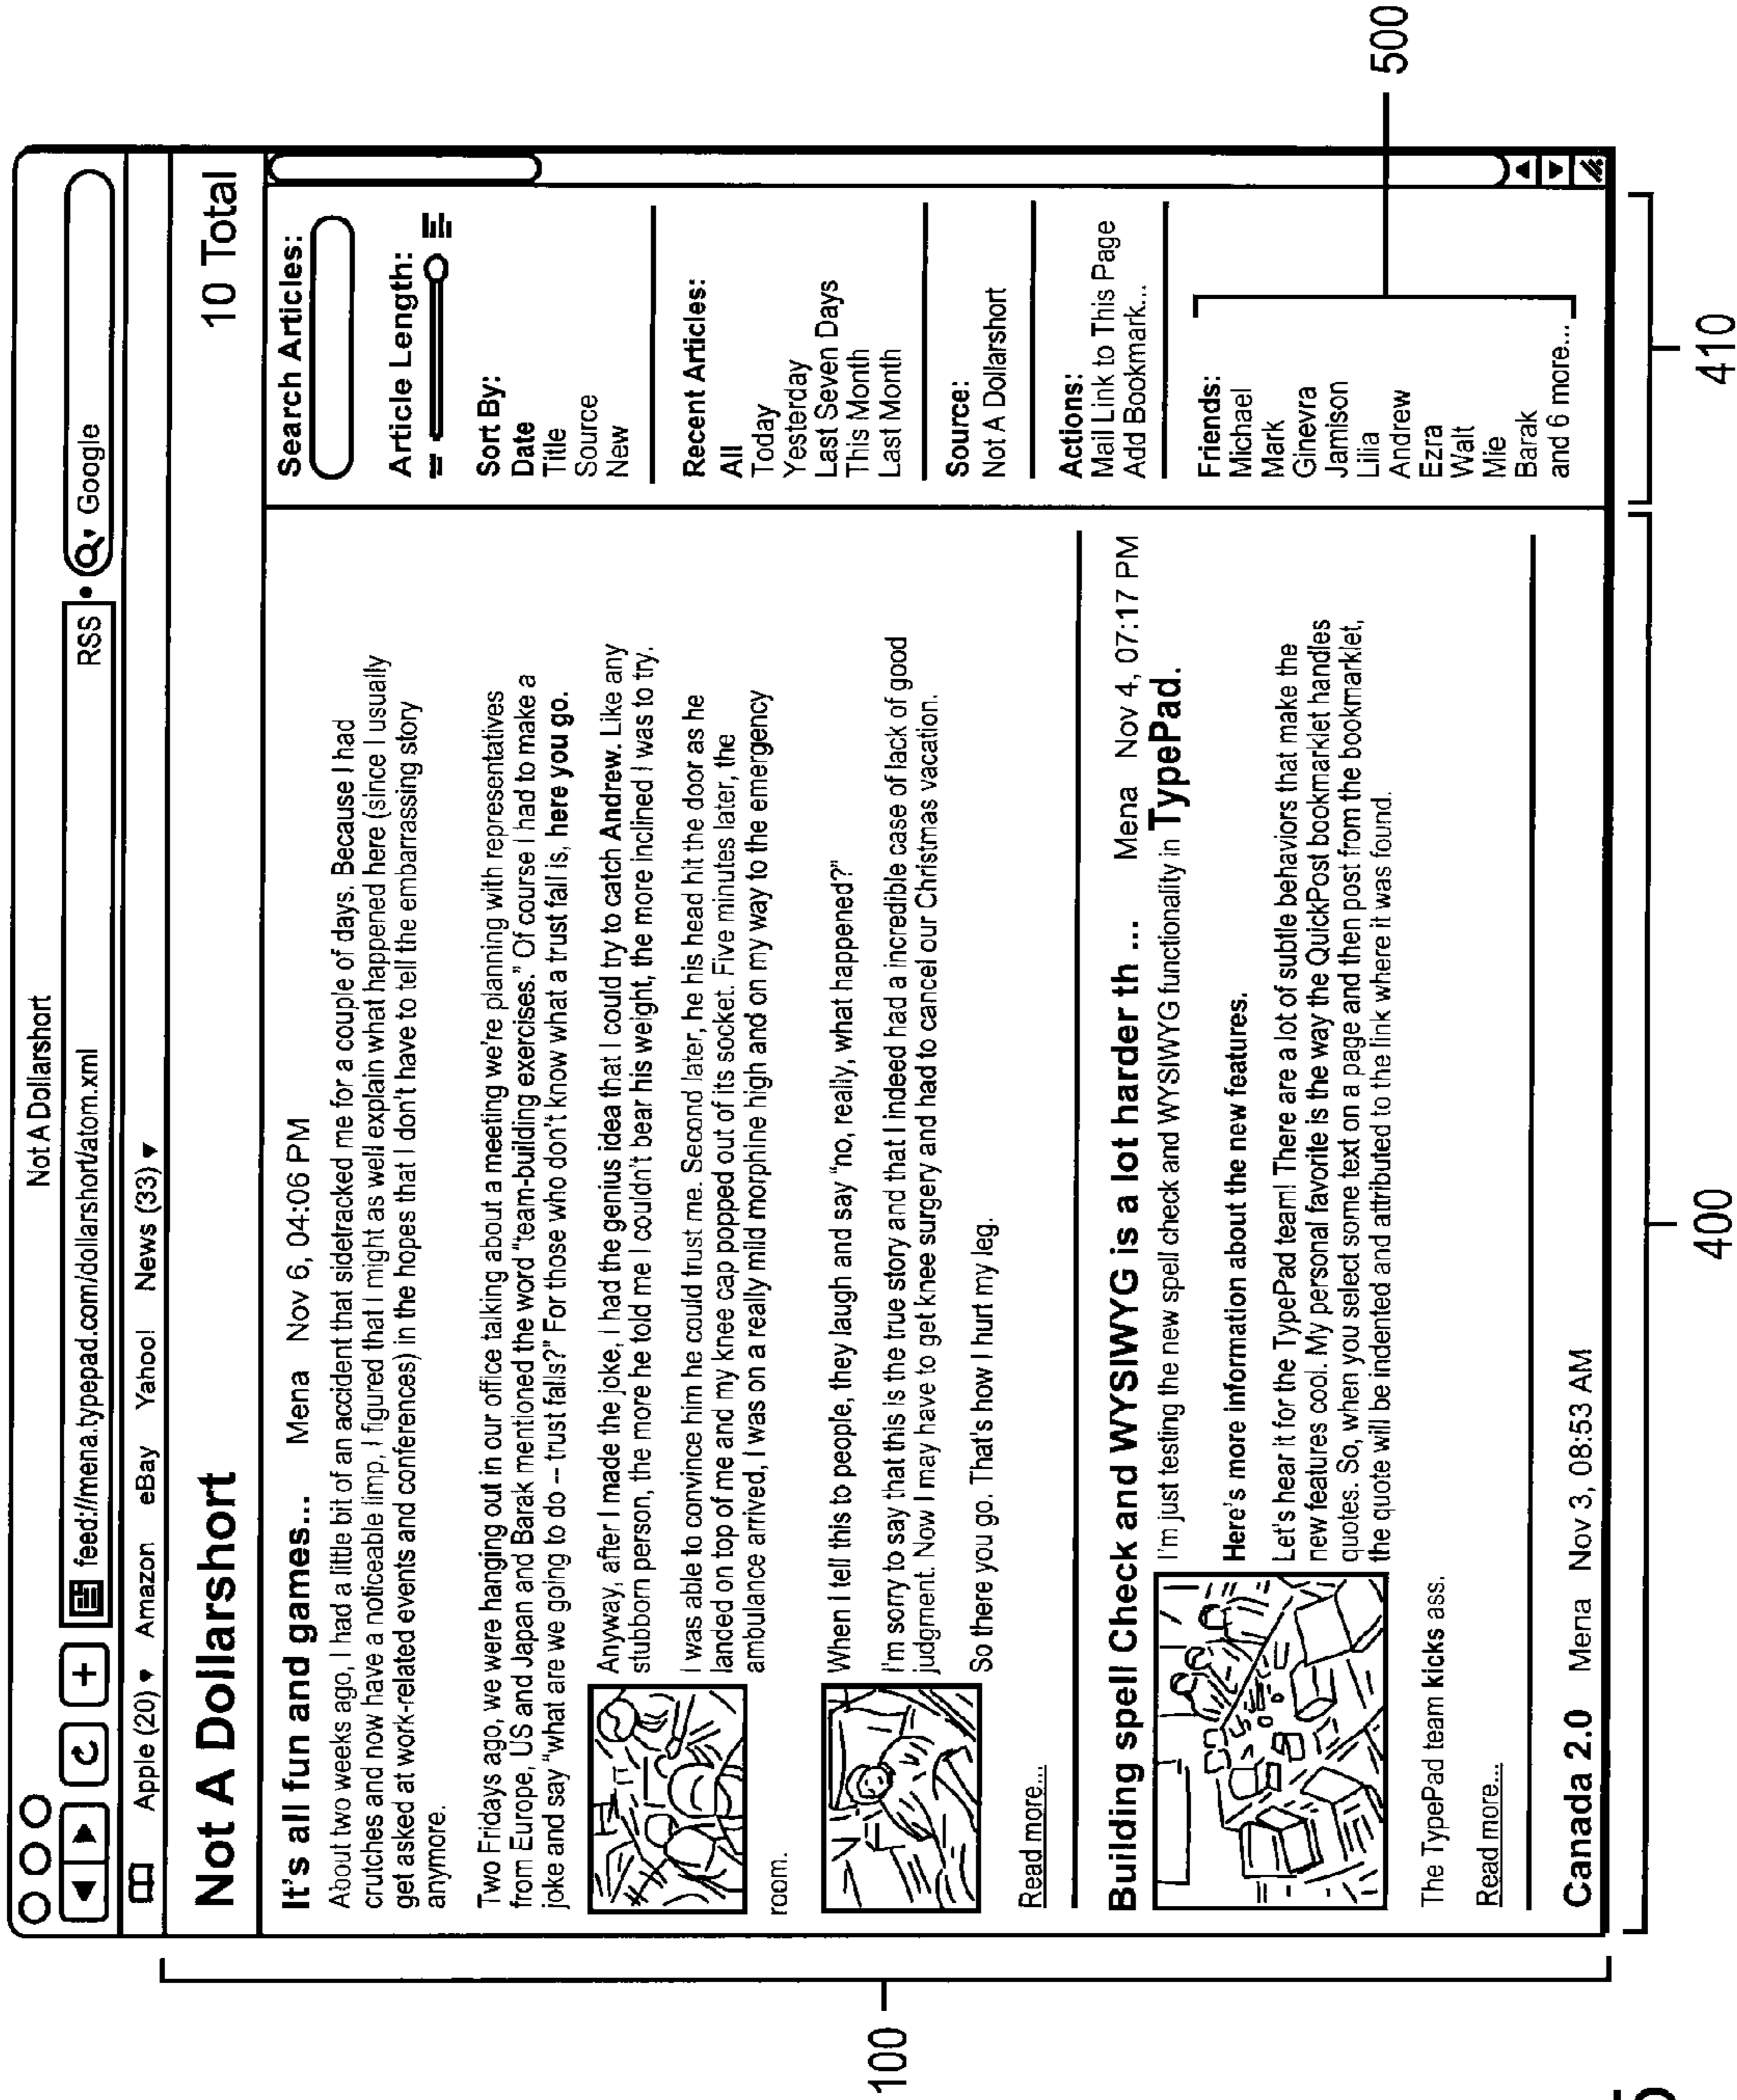 Not A Dollarshort
feed://mena.typepad.com/dollarshort/atom.xml RSS Google
Apple (20) Amazon eBay Yahoo! News (33)
Not A Dollarshort 10 Total
It's all fun and games... Mena Nov 6, 04:06 PM
About two weeks ago, I had a little bit of an accident that sidetracked me for a couple of days. Because I had
crutches and now have a noticeable limp, I figured that I might as well explain what happened here (since I usually
get asked at work-related events and conferences) in the hopes that I don't have to tell the embarrassing story
anymore.
Two Fridays ago, we were hanging out in our office talking about a meeting we're planning with representatives
from Europe, US and Japan and Barak mentioned the word "team-building exercises." Of course I had to make a
joke and say "what are we going to do -- trust falls?" For those who don't know what a trust fall is, here you go.
Anyway, after I made the joke, I had the genius idea that I could try to catch Andrew. Like any
stubborn person, the more he told me I couldn't bear his weight, the more inclined I was to try.
I was able to convince him he could trust me. Second later, he his head hit the door as he
landed on top of me and my knee cap popped out of its socket. Five minutes later, the
ambulance arrived, I was on a really mild morphine high and on my way to the emergency
room.
When I tell this to people, they laugh and say "no, really, what happened?"
I'm sorry to say that this is the true story and that I indeed had a incredible case of lack of good
judgment. Now I may have to get knee surgery and had to cancel our Christmas vacation.
So there you go. That's how I hurt my leg.
Read more...
Building spell Check and WYSIWYG is a lot harder th ... Mena Nov 4, 07:17 PM
I'm just testing the new spell check and WYSIWYG functionality in TypePad.
Here's more information about the new features.
Let's hear it for the TypePad team! There are a lot of subtle behaviors that make the
new features cool. My personal favorite is the way the QuickPost bookmarklet handles
quotes. So, when you select some text on a page and then post from the bookmarklet,
the quote will be indented and attributed to the link where it was found.
The TypePad team kicks ass.
Read more...
Canada 2.0 Mena Nov 3, 08:53 AM
Search Articles:
Article Length:
Sort By:
Date
Title
Source
New
Recent Articles:
All
Today
Yesterday
Last Seven Days
This Month
Last Month
Source:
Not A Dollarshort
Actions:
Mail Link to This Page
Add Bookmark...
Friends:
Michael
Mark
Ginevra
Jamison
Lilia
Andrew
Ezra
Walt
Mie
Barak
and 6 more...
100
400
410
500